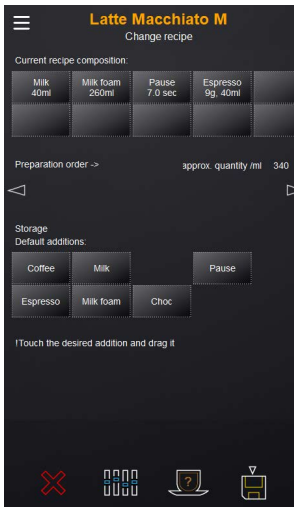 Latte Macchiato M
Change recipe
Current recipe composition:
Milk
40ml
Milk foam
260ml
Pause
7.0 sec
Espresso
9g, 40ml
Preparation order -> approx. quantity /ml 340
Storage
Default additions:
Coffee Milk Pause
Espresso Milk foam Choc
!Touch the desired addition and drag it
?